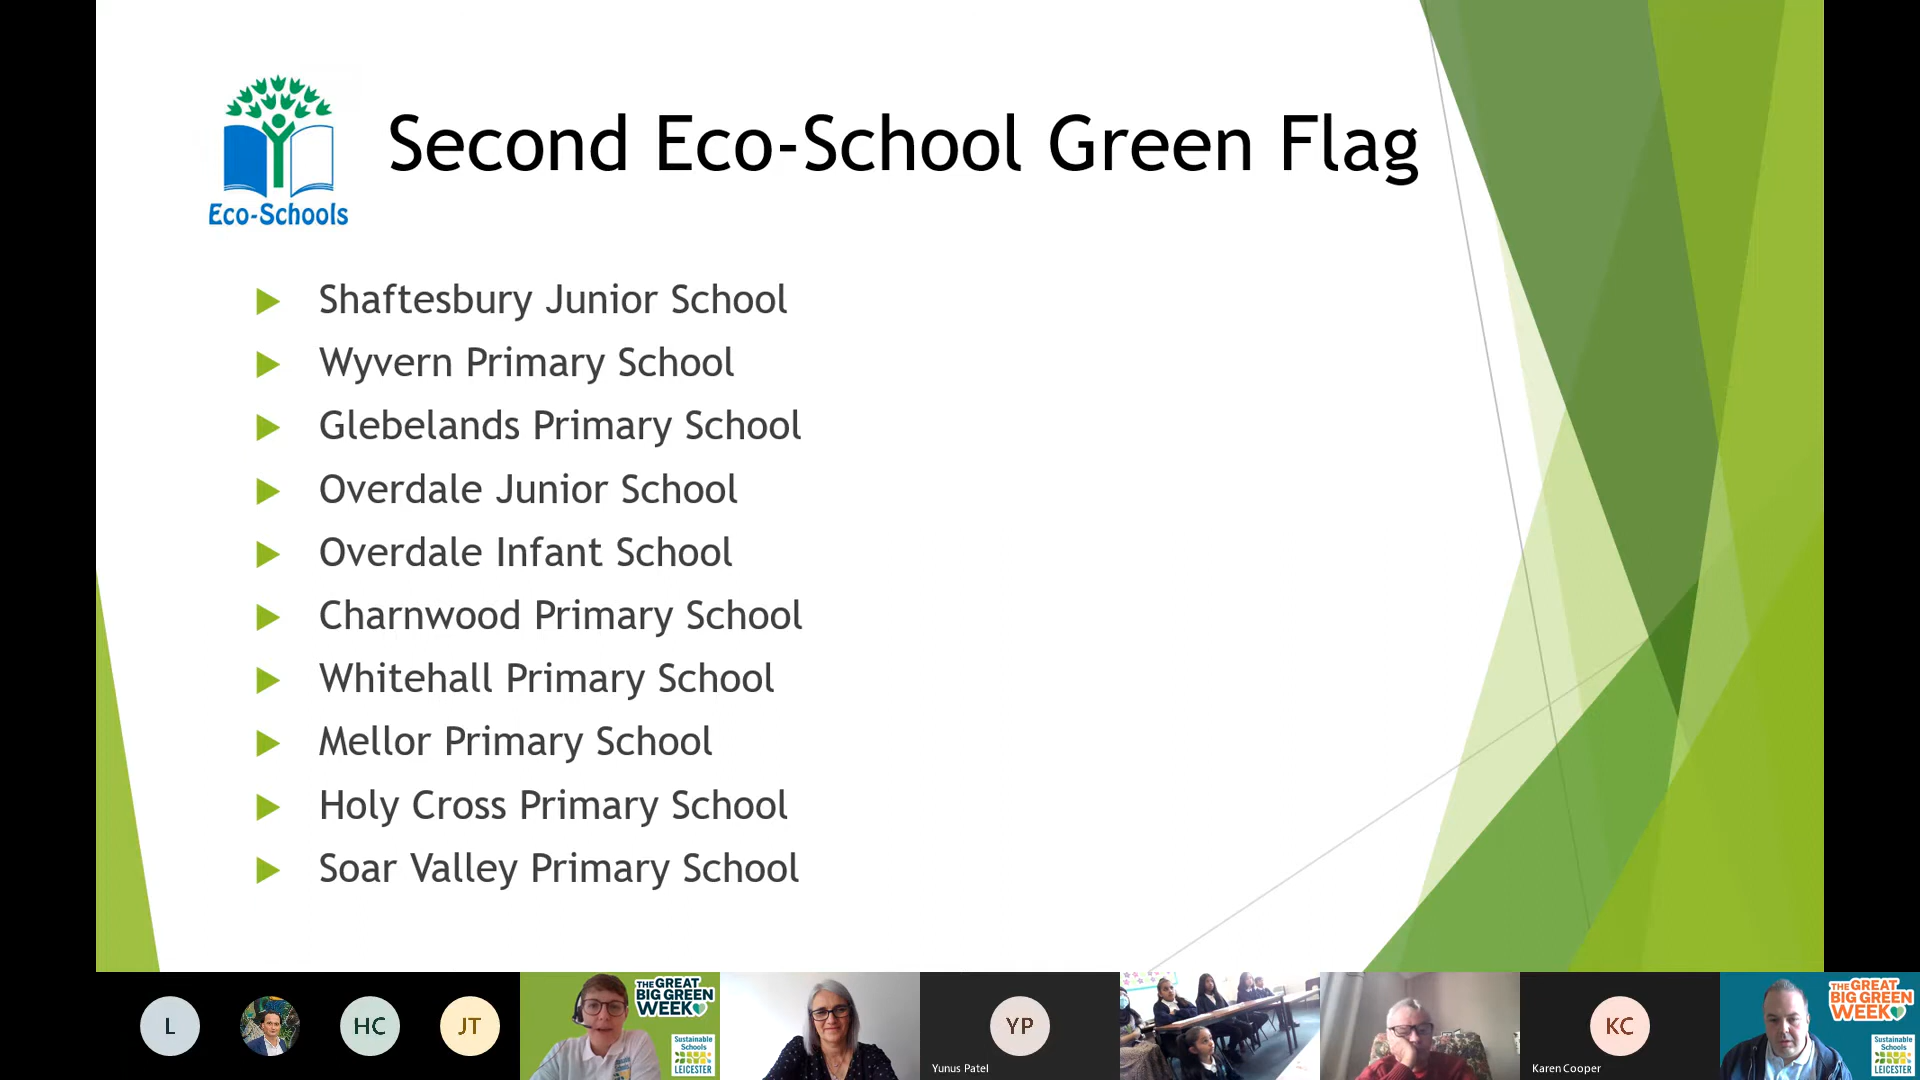 Eco-Schools
Second Eco-School Green Flag
Shaftesbury Junior School
Wyvern Primary School
Glebelands Primary School
Overdale Junior School
Overdale Infant School
Charnwood Primary School
Whitehall Primary School
Mellor Primary School
Holy Cross Primary School
Soar Valley Primary School
L
HC
JT
THE GREAT
BIG GREEN
WEEK
Sustainable
Schools
LEICESTER
YP
Yunus Patel
KC
Karen Cooper
THE GREAT
BIG GREEN
WEEK
Sustainable
Schools
LEICESTER